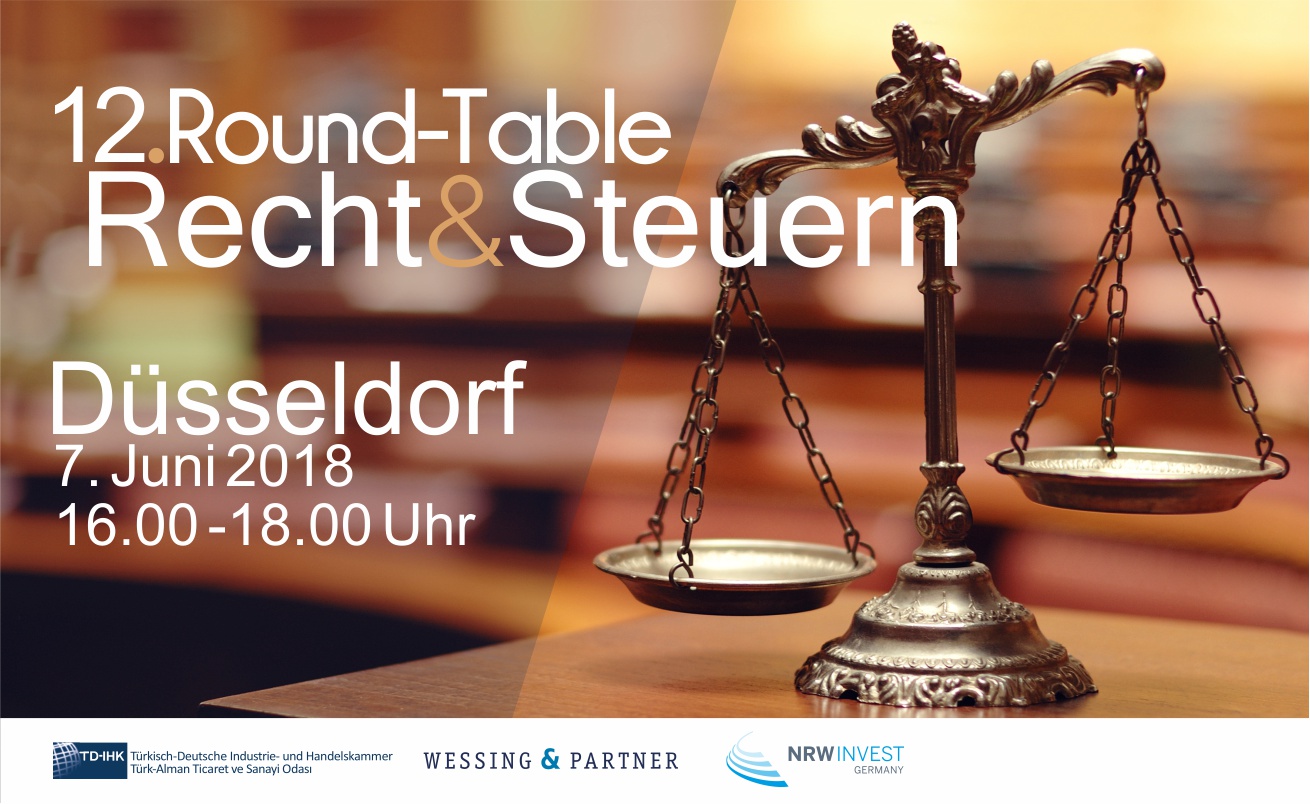 12.Round-Table
Recht&Steuern
Düsseldorf
7. Juni 2018
16.00 -18.00 Uhr
TD-IHK Türkisch-Deutsche Industrie- und Handelskammer
Türk-Alman Ticaret ve Sanayi Odası
WESSING & PARTNER
NRWINVEST
GERMANY